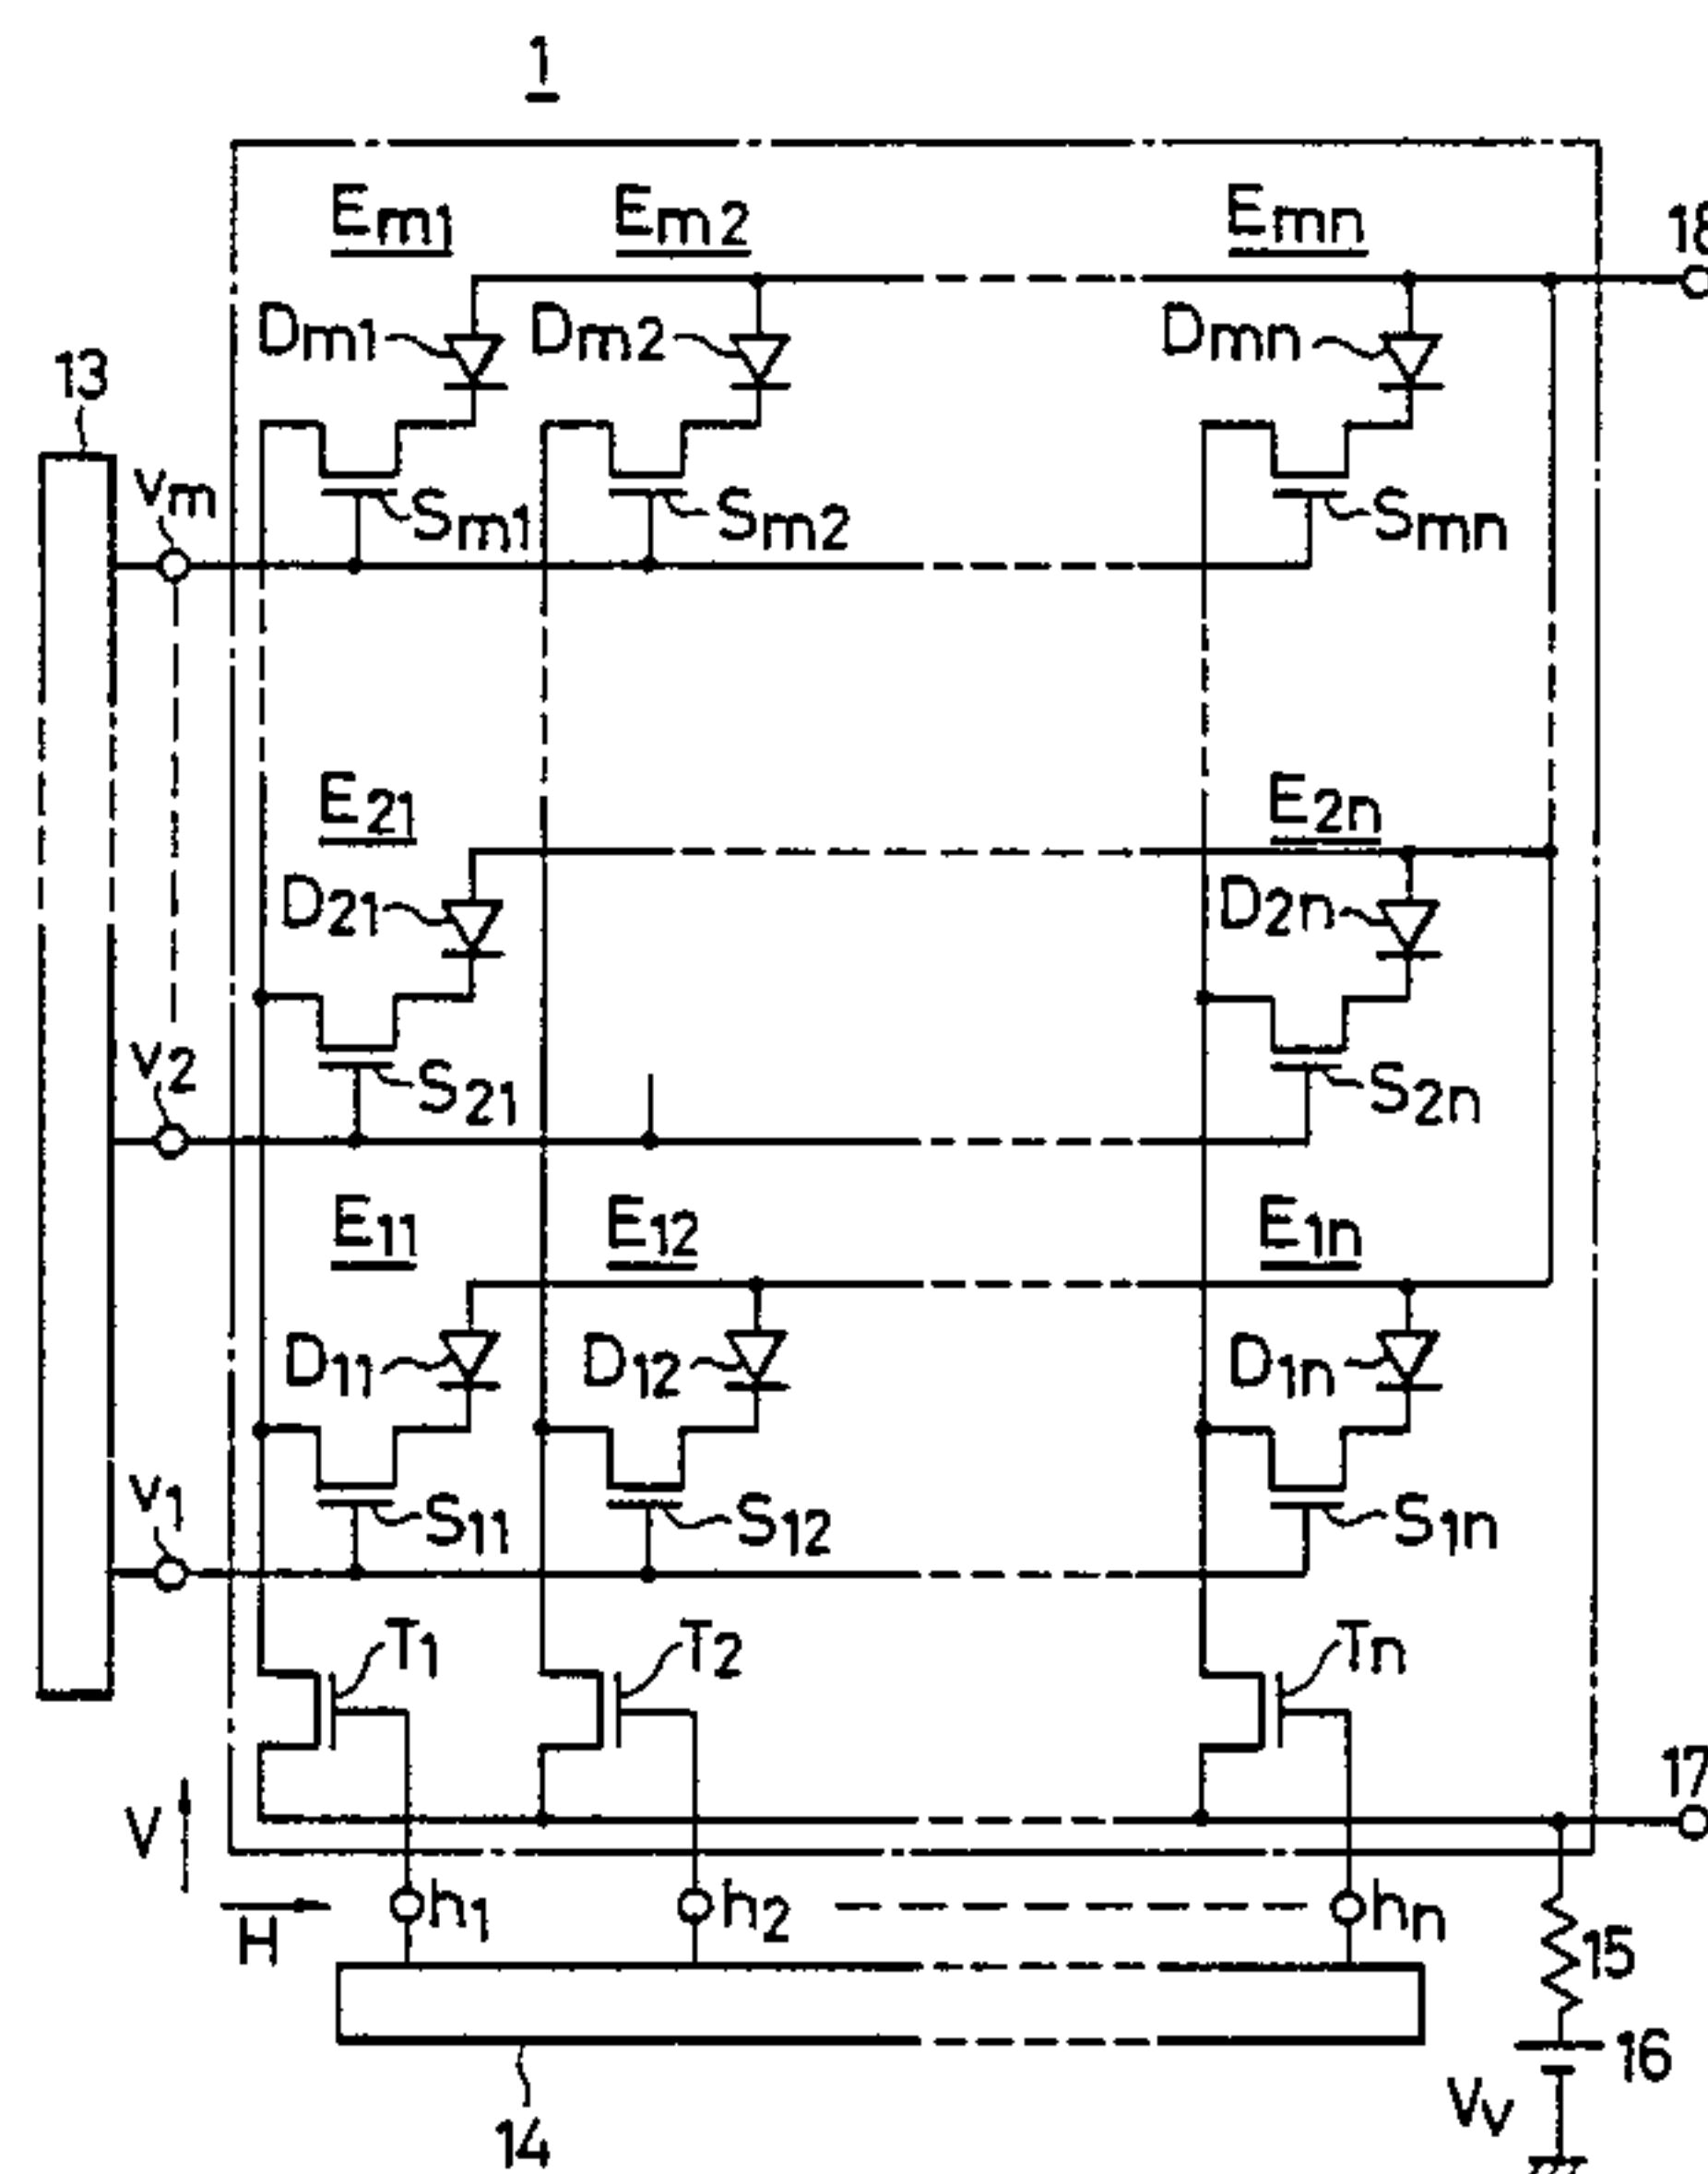 1
Em1 Em2 Emn
18
Dm1 Dm2 Dmn
13
vm
Sm1 Sm2 Smn
E21 E2n
D21 D2n
v2
S21 S2n
E11 E12 E1n
D11 D12 D1n
v1
S11 S12 S1n
T1 T2 Tn
17
V
H h1 h2 hn
15
16
Vv
14